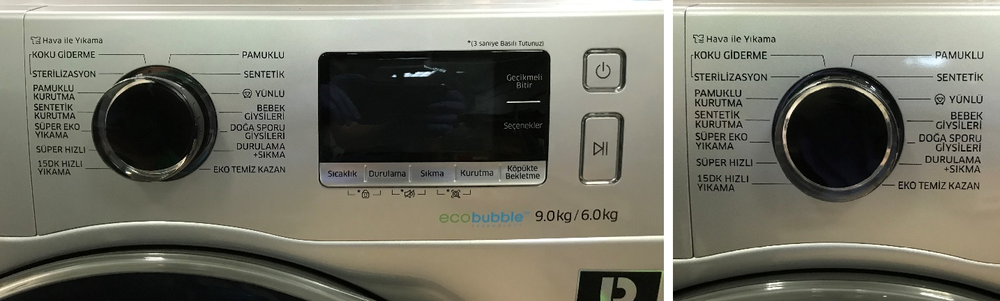 Hava ile Yıkama
KOKU GİDERME
STERİLİZASYON
PAMUKLU
KURUTMA
SENTETİK
KURUTMA
SÜPER EKO
YIKAMA
SÜPER HIZLI
15DK HIZLI
YIKAMA
PAMUKLU
SENTETİK
YÜNLÜ
BEBEK
GİYSİLERİ
DOĞA SPORU
GİYSİLERİ
DURULAMA
+SIKMA
EKO TEMİZ KAZAN
*(3 saniye Basılı Tutunuz)
Gecikmeli
Bitir
Seçenekler
Sıcaklık
Durulama
Sıkma
Kurutma
Köpükte
Bekletme
* * *
ecobubble™ 9.0kg/6.0kg
TECHNOLOGY
Hava ile Yıkama
KOKU GİDERME
STERİLİZASYON
PAMUKLU
KURUTMA
SENTETİK
KURUTMA
SÜPER EKO
YIKAMA
SÜPER HIZLI
15DK HIZLI
YIKAMA
PAMUKLU
SENTETİK
YÜNLÜ
BEBEK
GİYSİLERİ
DOĞA SPORU
GİYSİLERİ
DURULAMA
+SIKMA
EKO TEMİZ KAZAN